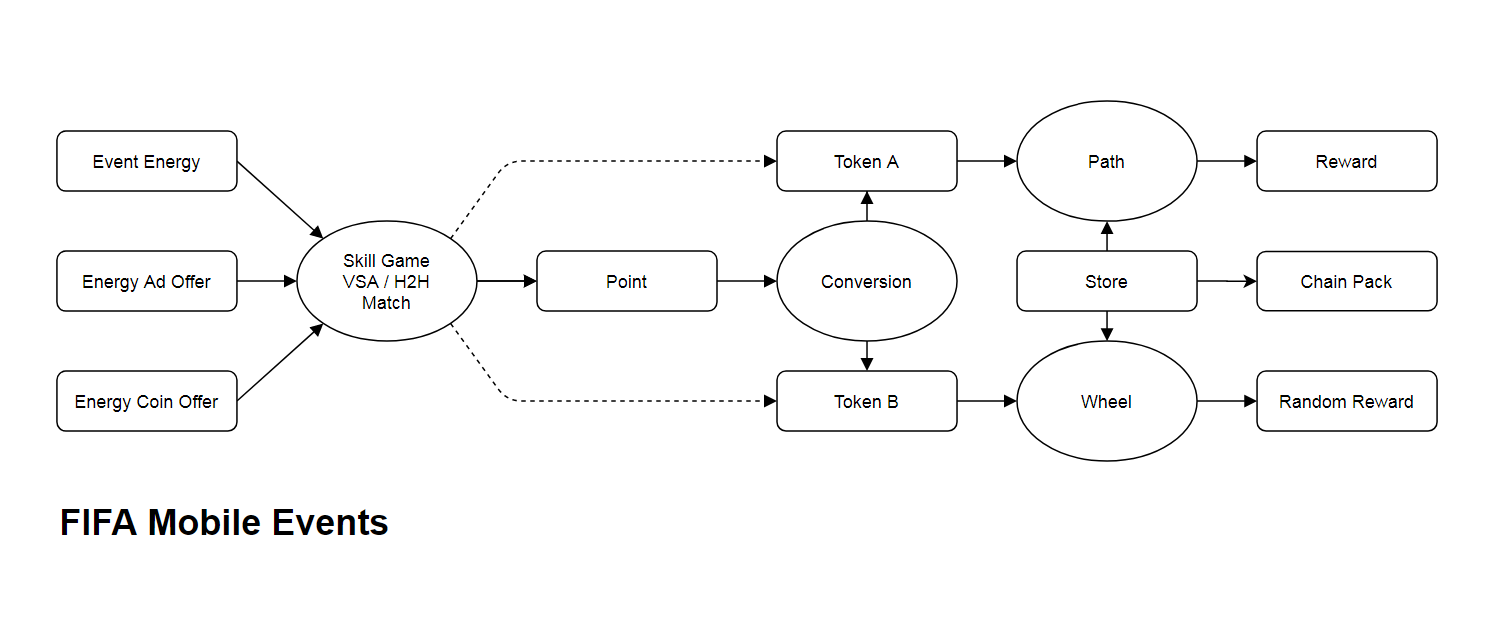 Event Energy
Energy Ad Offer
Energy Coin Offer
Skill Game
VSA / H2H
Match
Point
Token A
Conversion
Token B
Path
Store
Wheel
Reward
Chain Pack
Random Reward
FIFA Mobile Events